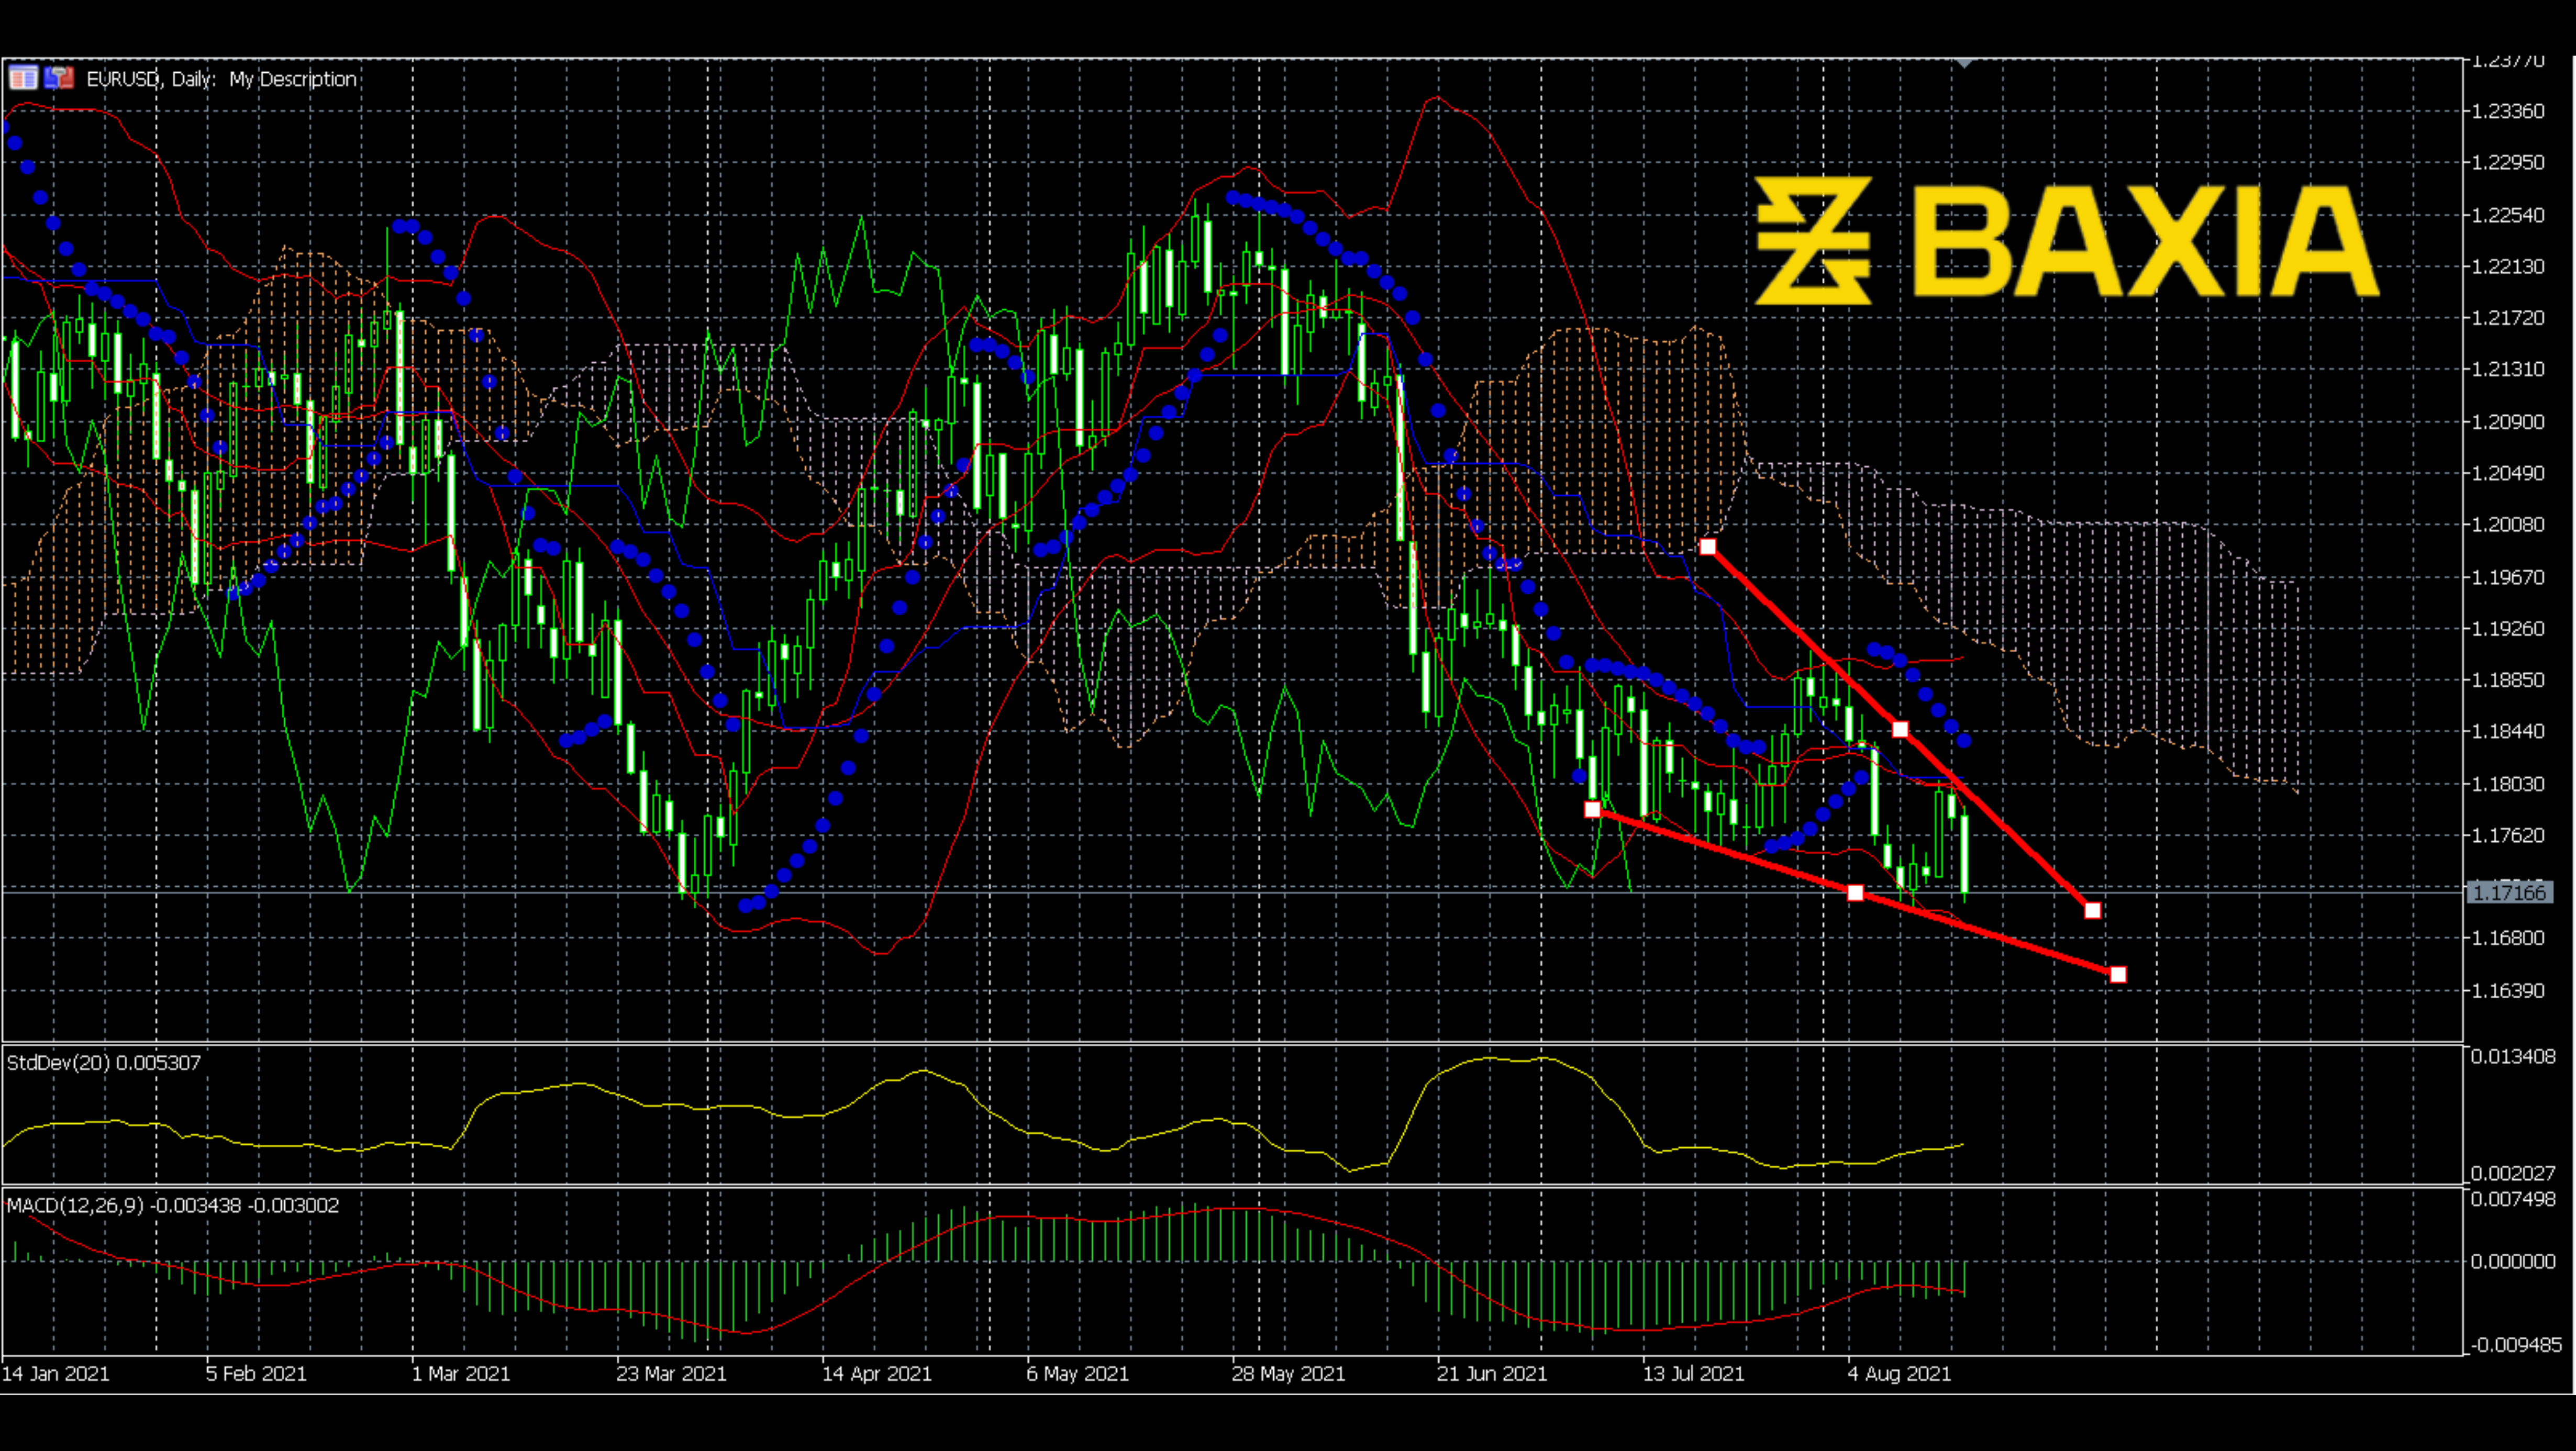 EURUSD, Daily: My Description
BAXIA
1.23770
1.23360
1.22950
1.22540
1.22130
1.21720
1.21310
1.20900
1.20490
1.20080
1.19670
1.19260
1.18850
1.18440
1.18030
1.17620
1.17166
1.16800
1.16390
StdDev(20) 0.005307
0.013408
0.002027
MACD(12,26,9) -0.003438 -0.003002
0.007498
0.000000
-0.009485
14 Jan 2021
5 Feb 2021
1 Mar 2021
23 Mar 2021
14 Apr 2021
6 May 2021
28 May 2021
21 Jun 2021
13 Jul 2021
4 Aug 2021